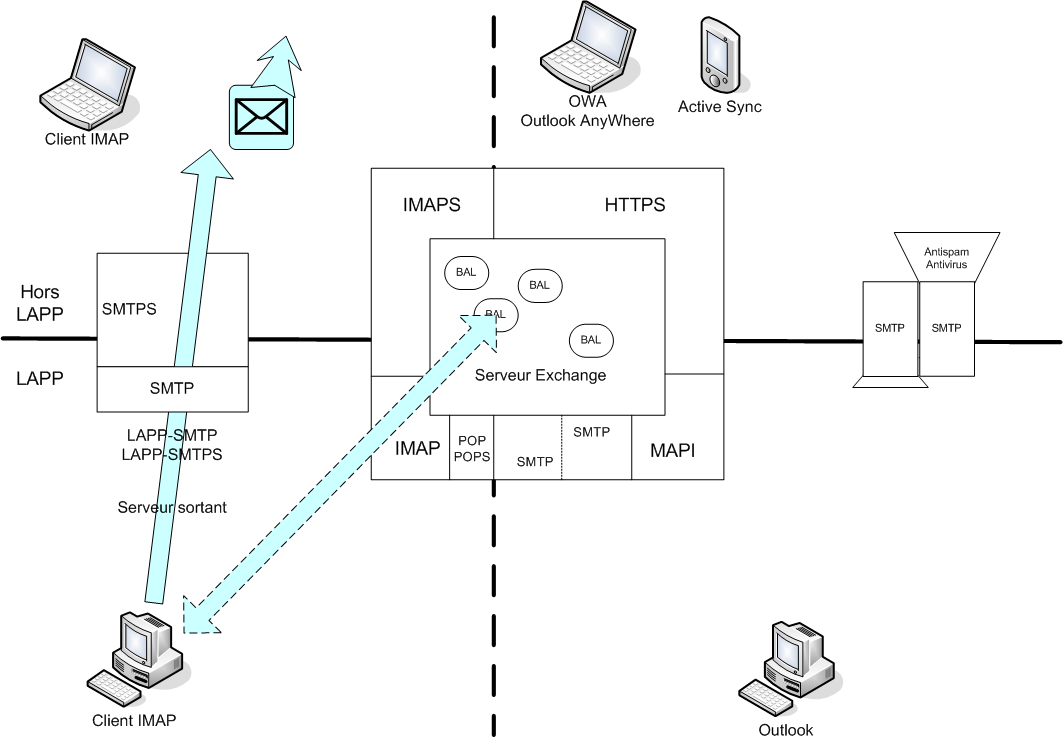 OWA
Outlook AnyWhere
Active Sync
Client IMAP
IMAPS
HTTPS
Antispam
Antivirus
BAL
BAL
BAL
BAL
Hors
LAPP
SMTPS
SMTP
SMTP
Serveur Exchange
LAPP
SMTP
LAPP-SMTP
LAPP-SMTPS
IMAP
POP
POPS
SMTP
SMTP
MAPI
Serveur sortant
Client IMAP
Outlook